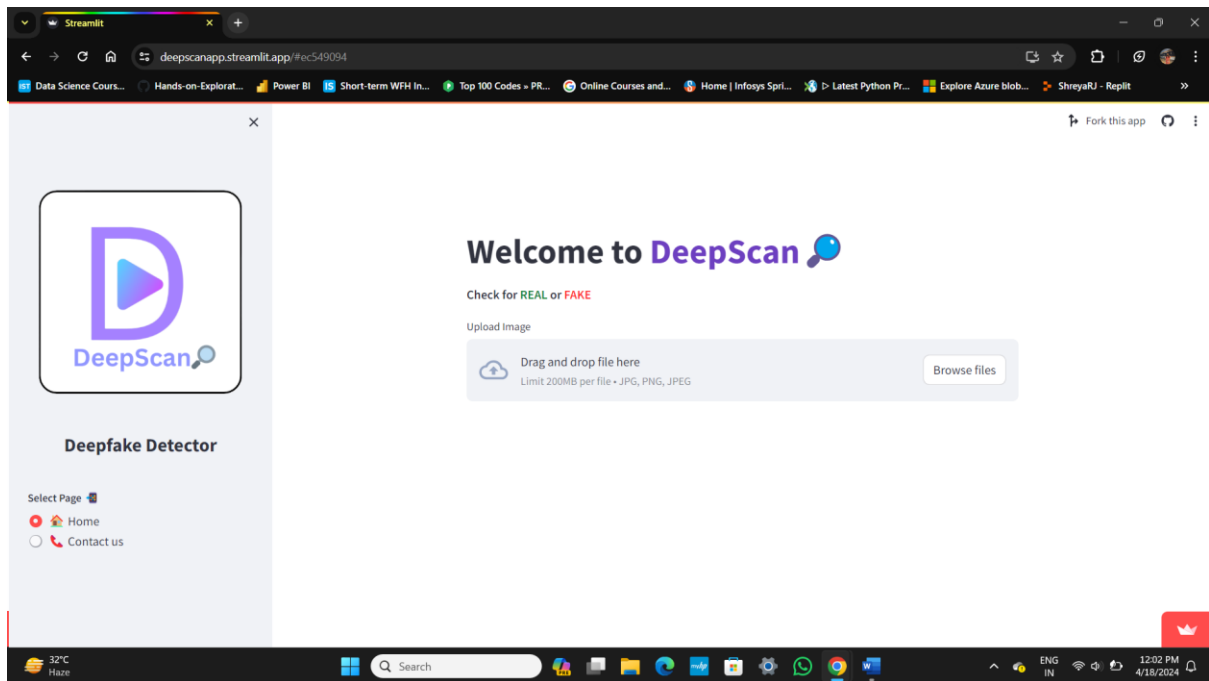 Streamlit
deepscanapp.streamlit.app/#ec549094
IST Data Science Cours... Hands-on-Explorat... Power BI IS Short-term WFH In... Top 100 Codes » PR... Online Courses and... Home | Infosys Spri... ▷ Latest Python Pr... Explore Azure blob... ShreyaRJ - Replit »
Fork this app
D
DeepScan
Deepfake Detector
Select Page
Home
Contact us
Welcome to DeepScan
Check for REAL or FAKE
Upload Image
Drag and drop file here
Limit 200MB per file • JPG, PNG, JPEG
Browse files
32°C
Haze
Search
ENG
IN
12:02 PM
4/18/2024